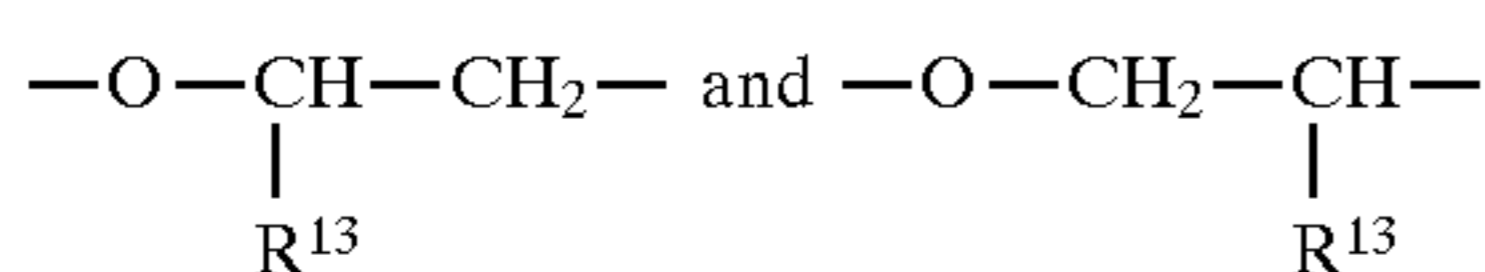 —O—CH—CH₂— and —O—CH₂—CH—
R¹³ R¹³